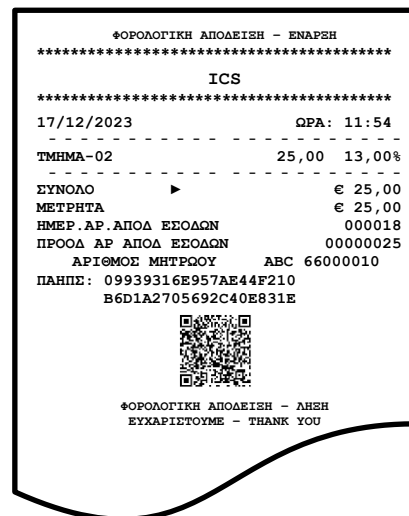 ΦΟΡΟΛΟΓΙΚΗ ΑΠΟΔΕΙΞΗ – ΕΝΑΡΞΗ
******************************************
ICS
******************************************
17/12/2023 ΩΡΑ: 11:54
- - - - - - - - - - - - - - - - - - - - -
ΤΜΗΜΑ-02 25,00 13,00%
- - - - - - - - - - - - - - - - - - - - -
ΣΥΝΟΛΟ ► € 25,00
ΜΕΤΡΗΤΑ € 25,00
ΗΜΕΡ.ΑΡ.ΑΠΟΔ ΕΣΟΔΩΝ 000018
ΠΡΟΟΔ ΑΡ ΑΠΟΔ ΕΣΟΔΩΝ 00000025
ΑΡΙΘΜΟΣ ΜΗΤΡΩΟΥ ABC 66000010
ΠΑΗΠΣ: 09939316E957AE44F210
B6D1A2705692C40E831E
ΦΟΡΟΛΟΓΙΚΗ ΑΠΟΔΕΙΞΗ – ΛΗΞΗ
ΕΥΧΑΡΙΣΤΟΥΜΕ – THANK YOU